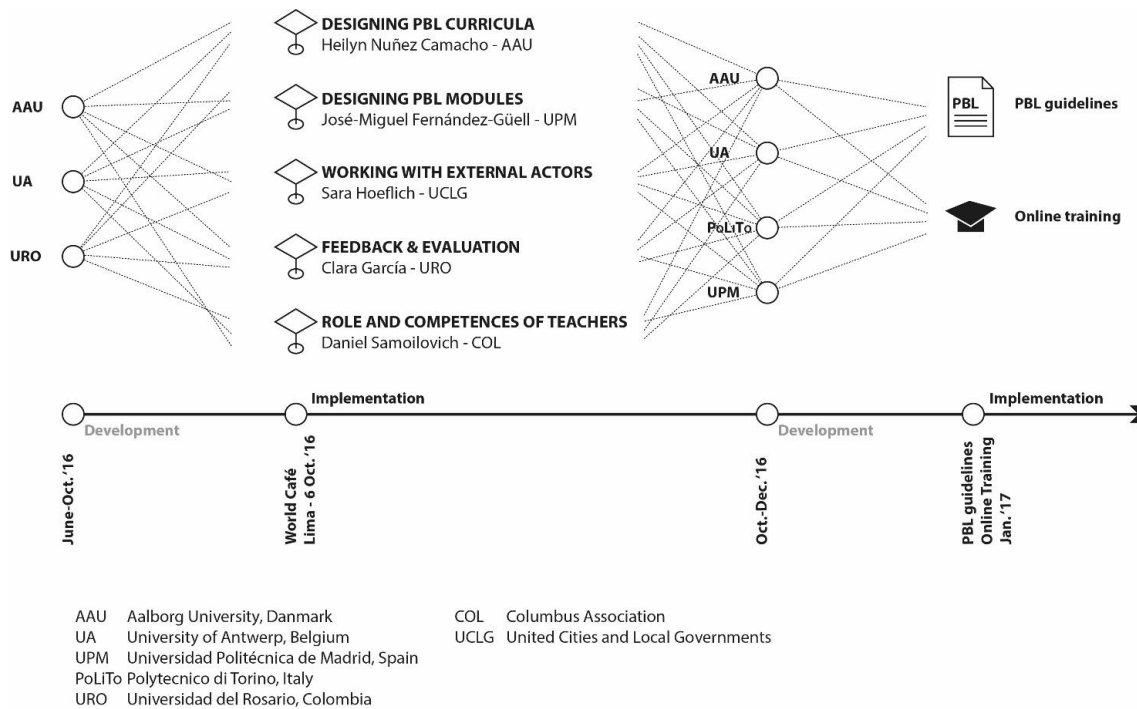 DESIGNING PBL CURRICULA
Heilyn Nuñez Camacho - AAU
DESIGNING PBL MODULES
José-Miguel Fernández-Güell - UPM
WORKING WITH EXTERNAL ACTORS
Sara Hoeflich - UCLG
FEEDBACK & EVALUATION
Clara García - URO
ROLE AND COMPETENCES OF TEACHERS
Daniel Samoilovich - COL
AAU
UA
URO
AAU
UA
PoLiTo
UPM
PBL
PBL guidelines
Online training
Implementation
Implementation
Development
Development
June-Oct. ‘16
World Café
Lima - 6 Oct. ‘16
Oct.-Dec. ‘16
PBL guidelines
Online Training
Jan. ‘17
AAU Aalborg University, Danmark
UA University of Antwerp, Belgium
UPM Universidad Politécnica de Madrid, Spain
PoLiTo Polytecnico di Torino, Italy
URO Universidad del Rosario, Colombia
COL Columbus Association
UCLG United Cities and Local Governments